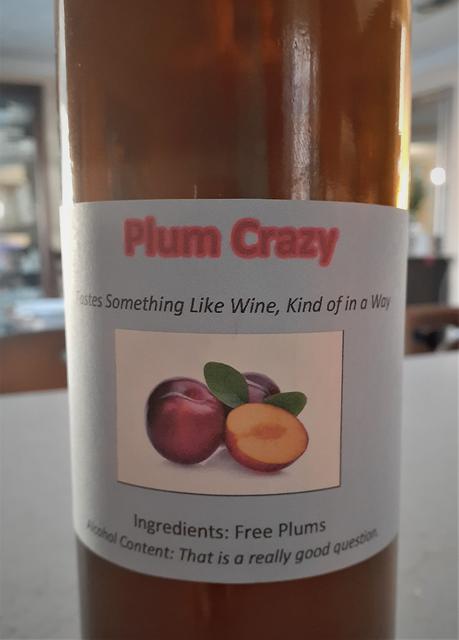 Plum Crazy
Tastes Something Like Wine, Kind of in a Way
Ingredients: Free Plums
Alcohol Content: That is a really good question.